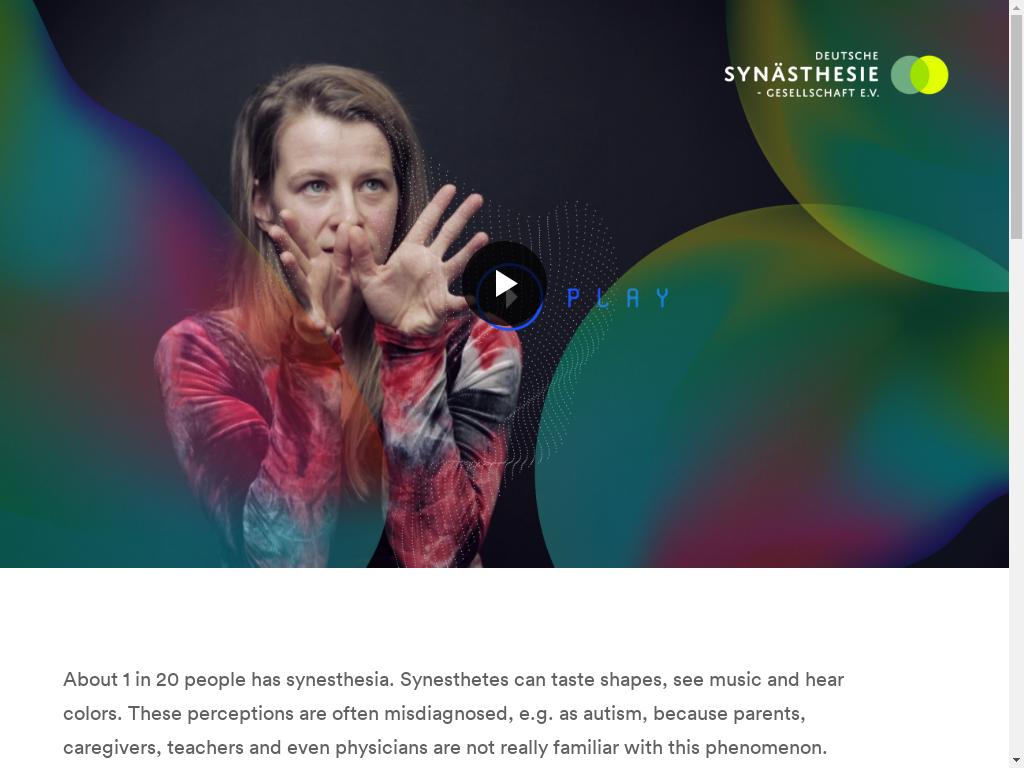 DEUTSCHE
SYNÄSTHESIE
- GESELLSCHAFT E.V.
PLAY
About 1 in 20 people has synesthesia. Synesthetes can taste shapes, see music and hear
colors. These perceptions are often misdiagnosed, e.g. as autism, because parents,
caregivers, teachers and even physicians are not really familiar with this phenomenon.